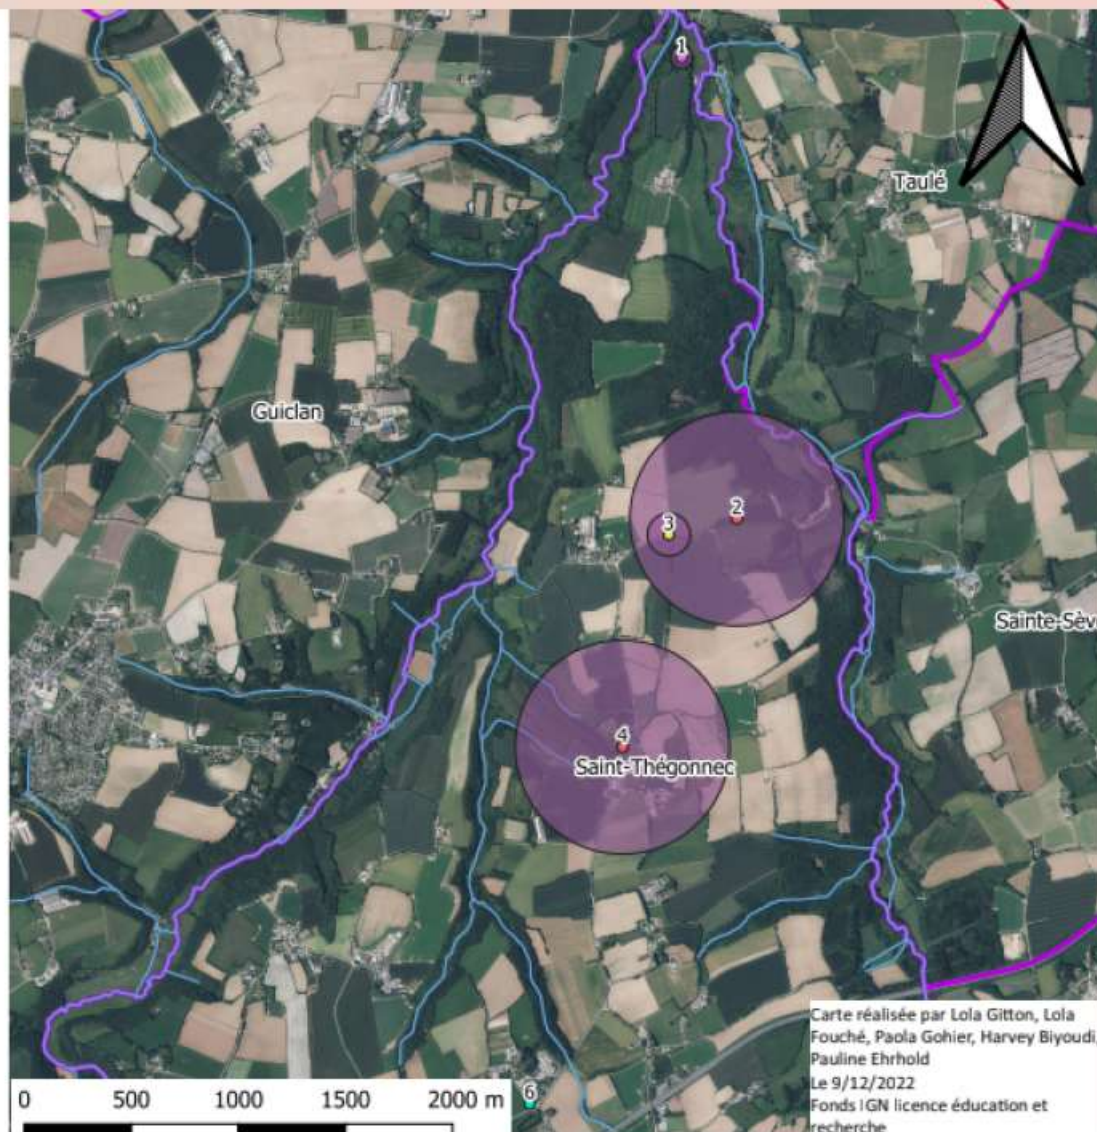 1
Taulé
Guiclan
2
3
Sainte-Sèv
4
Saint-Thégonnec
Carte réalisée par Lola Gitton, Lola
Fouché, Paola Gohier, Harvey Biyoudi,
Pauline Ehrhold
Le 9/12/2022
Fonds IGN licence éducation et
recherche
0 500 1000 1500 2000 m
6